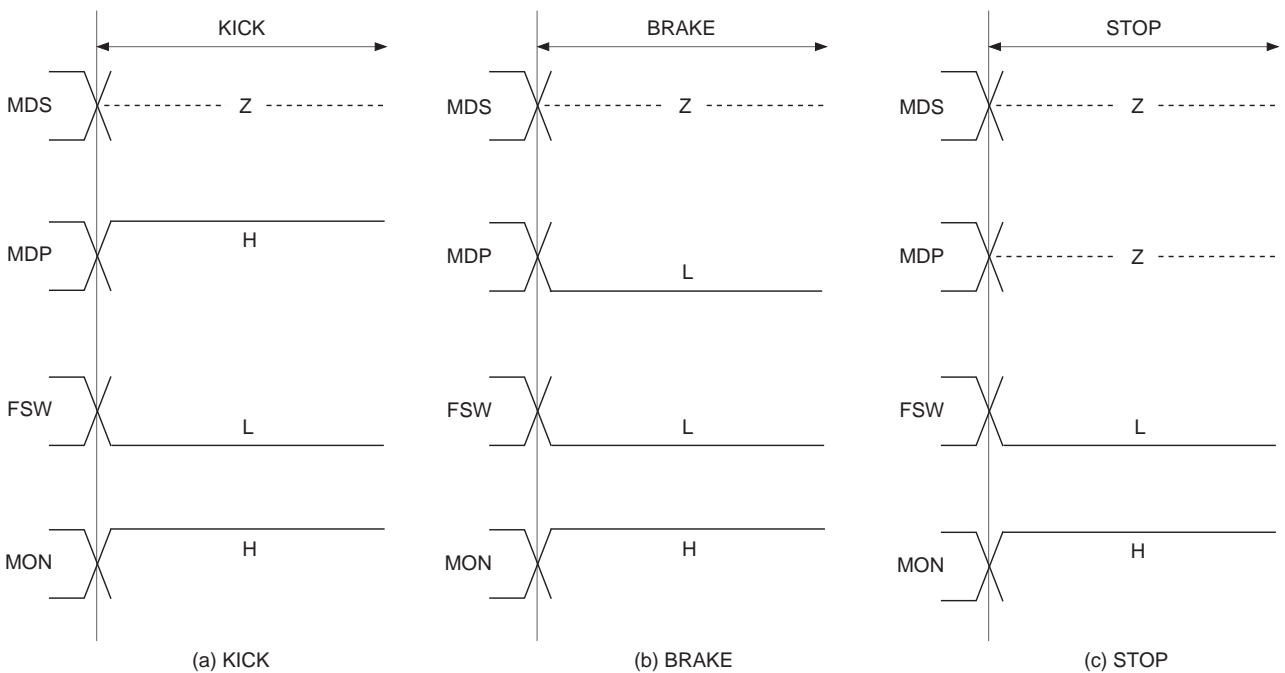 KICK
MDS
Z
MDP
H
FSW
L
MON
H
(a) KICK
BRAKE
MDS
Z
MDP
L
FSW
L
MON
H
(b) BRAKE
STOP
MDS
Z
MDP
Z
FSW
L
MON
H
(c) STOP